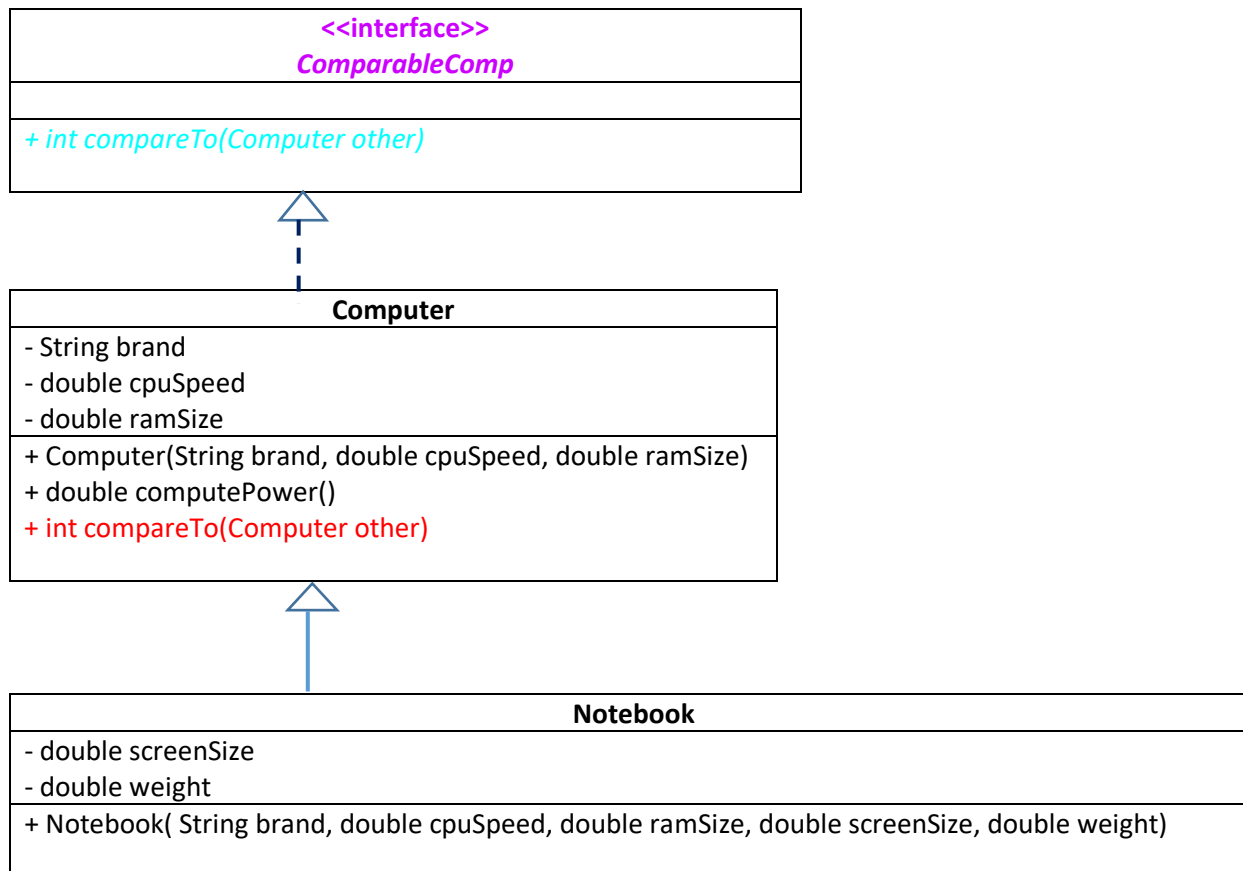 <<interface>>
ComparableComp
+ int compareTo(Computer other)
Computer
- String brand
- double cpuSpeed
- double ramSize
+ Computer(String brand, double cpuSpeed, double ramSize)
+ double computePower()
+ int compareTo(Computer other)
Notebook
- double screenSize
- double weight
+ Notebook( String brand, double cpuSpeed, double ramSize, double screenSize, double weight)